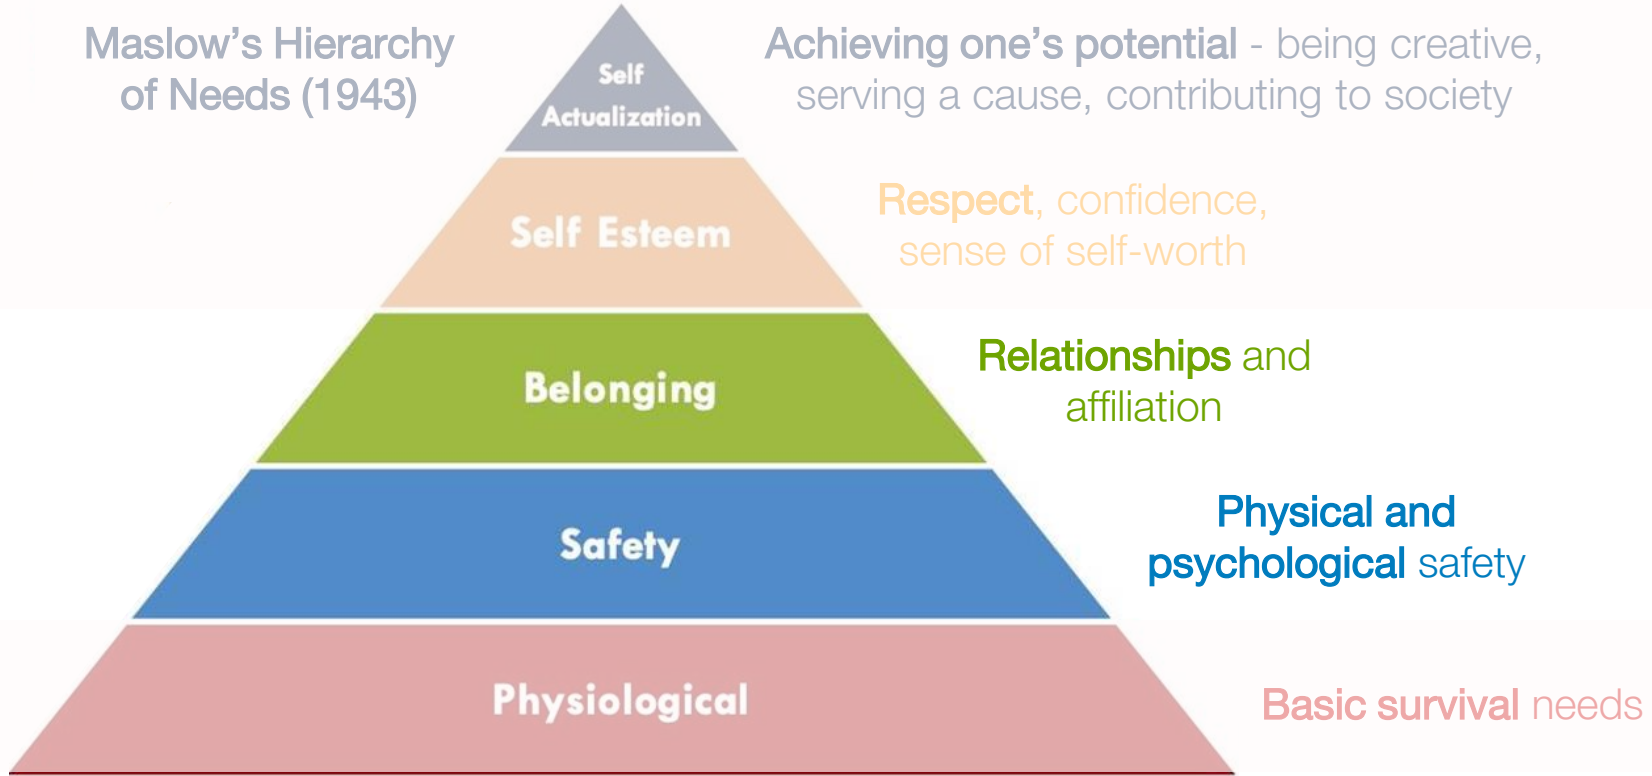 Maslow’s Hierarchy
of Needs (1943)
Self
Actualization
Achieving one’s potential - being creative,
serving a cause, contributing to society
Self Esteem
Respect, confidence,
sense of self-worth
Belonging
Relationships and
affiliation
Safety
Physical and
psychological safety
Physiological
Basic survival needs